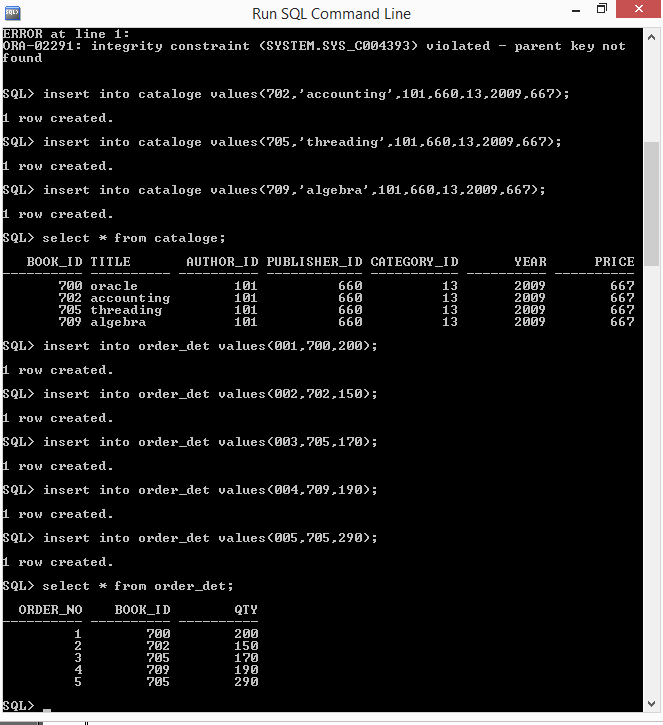 Run SQL Command Line
ERROR at line 1:
ORA-02291: integrity constraint (SYSTEM.SYS_C004393) violated - parent key not
found
SQL> insert into cataloge values(702,'accounting',101,660,13,2009,667);
1 row created.
SQL> insert into cataloge values(705,'threading',101,660,13,2009,667);
1 row created.
SQL> insert into cataloge values(709,'algebra',101,660,13,2009,667);
1 row created.
SQL> select * from cataloge;
BOOK_ID TITLE AUTHOR_ID PUBLISHER_ID CATEGORY_ID YEAR PRICE
---------- ---------- ---------- ------------ ----------- ---------- ----------
700 oracle 101 660 13 2009 667
702 accounting 101 660 13 2009 667
705 threading 101 660 13 2009 667
709 algebra 101 660 13 2009 667
SQL> insert into order_det values(001,700,200);
1 row created.
SQL> insert into order_det values(002,702,150);
1 row created.
SQL> insert into order_det values(003,705,170);
1 row created.
SQL> insert into order_det values(004,709,190);
1 row created.
SQL> insert into order_det values(005,705,290);
1 row created.
SQL> select * from order_det;
ORDER_NO BOOK_ID QTY
---------- ---------- ----------
1 700 200
2 702 150
3 705 170
4 709 190
5 705 290
SQL> _